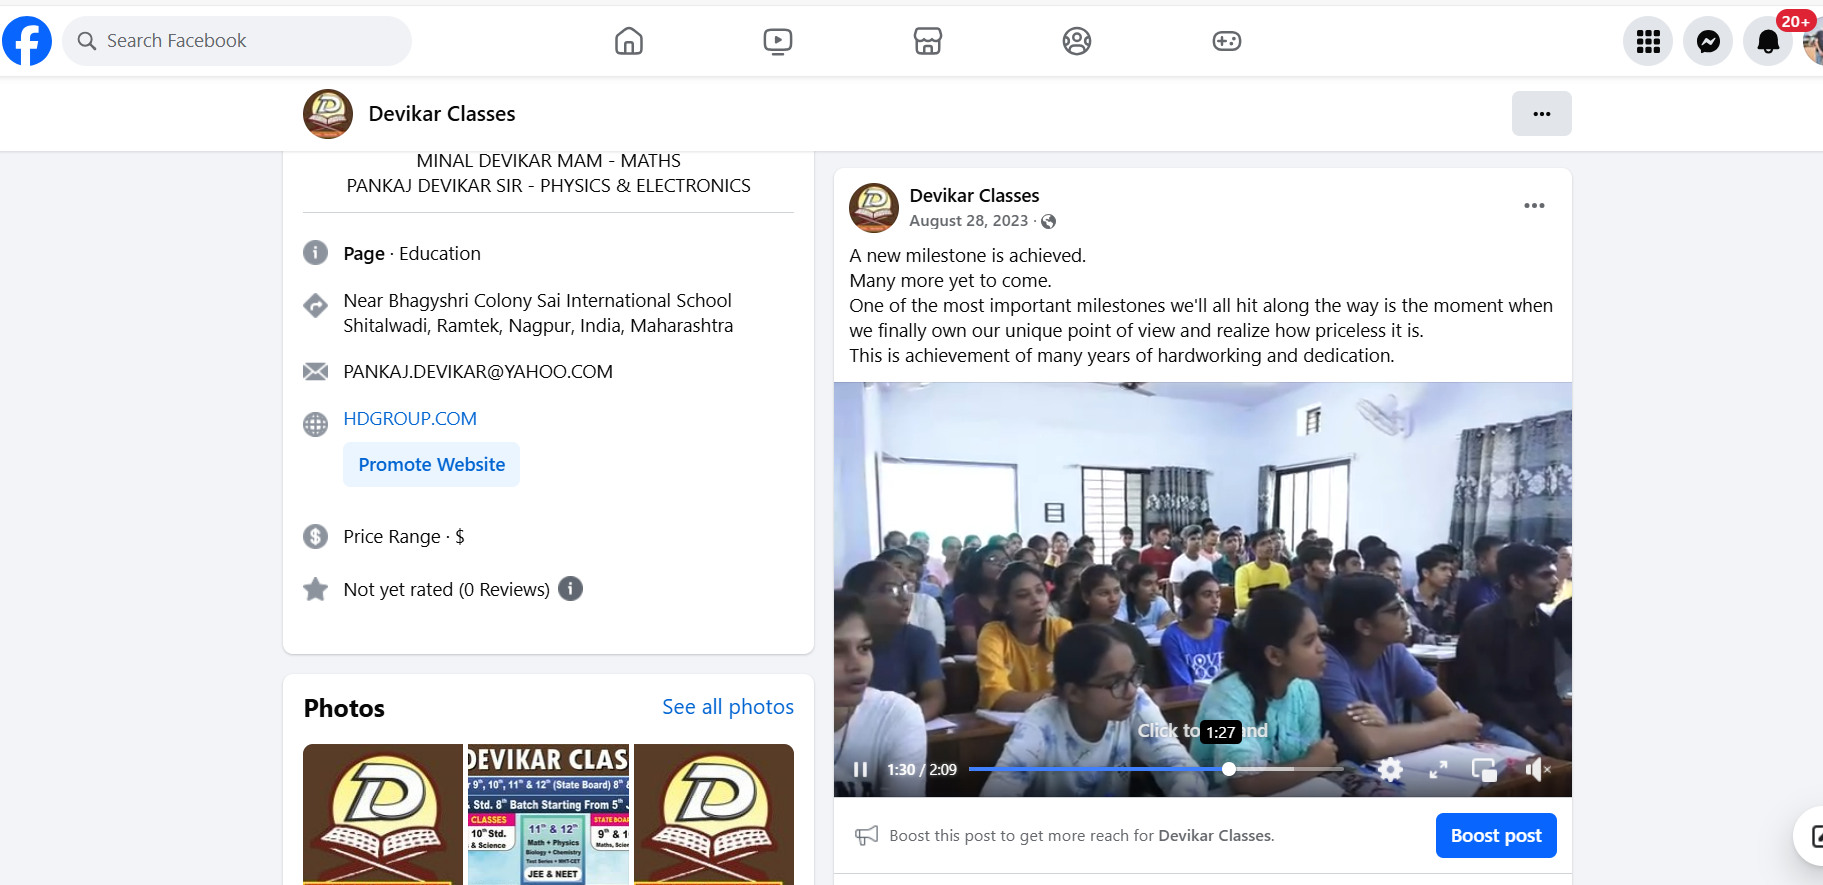 Search Facebook
20+
Devikar Classes
MINAL DEVIKAR MAM - MATHS
PANKAJ DEVIKAR SIR - PHYSICS & ELECTRONICS
Page · Education
Near Bhagyshri Colony Sai International School
Shitalwadi, Ramtek, Nagpur, India, Maharashtra
PANKAJ.DEVIKAR@YAHOO.COM
HDGROUP.COM
Promote Website
Price Range · $
Not yet rated (0 Reviews)
Photos
See all photos
D
DEVIKAR CLAS
9th, 10th, 11th & 12th (State Board) 8th
Std. 8th Batch Starting From 5th
CLASSES
10th Std.
& Science
11th & 12th
Math + Physics
Biology + Chemistry
Test Series + MHT-CET
JEE & NEET
STATE BOA
9th & 1
Maths, Scien
D
Devikar Classes
August 28, 2023 ·
A new milestone is achieved.
Many more yet to come.
One of the most important milestones we'll all hit along the way is the moment when
we finally own our unique point of view and realize how priceless it is.
This is achievement of many years of hardworking and dedication.
LOVE
Click to
1:27
nd
1:30 / 2:09
Boost this post to get more reach for Devikar Classes.
Boost post